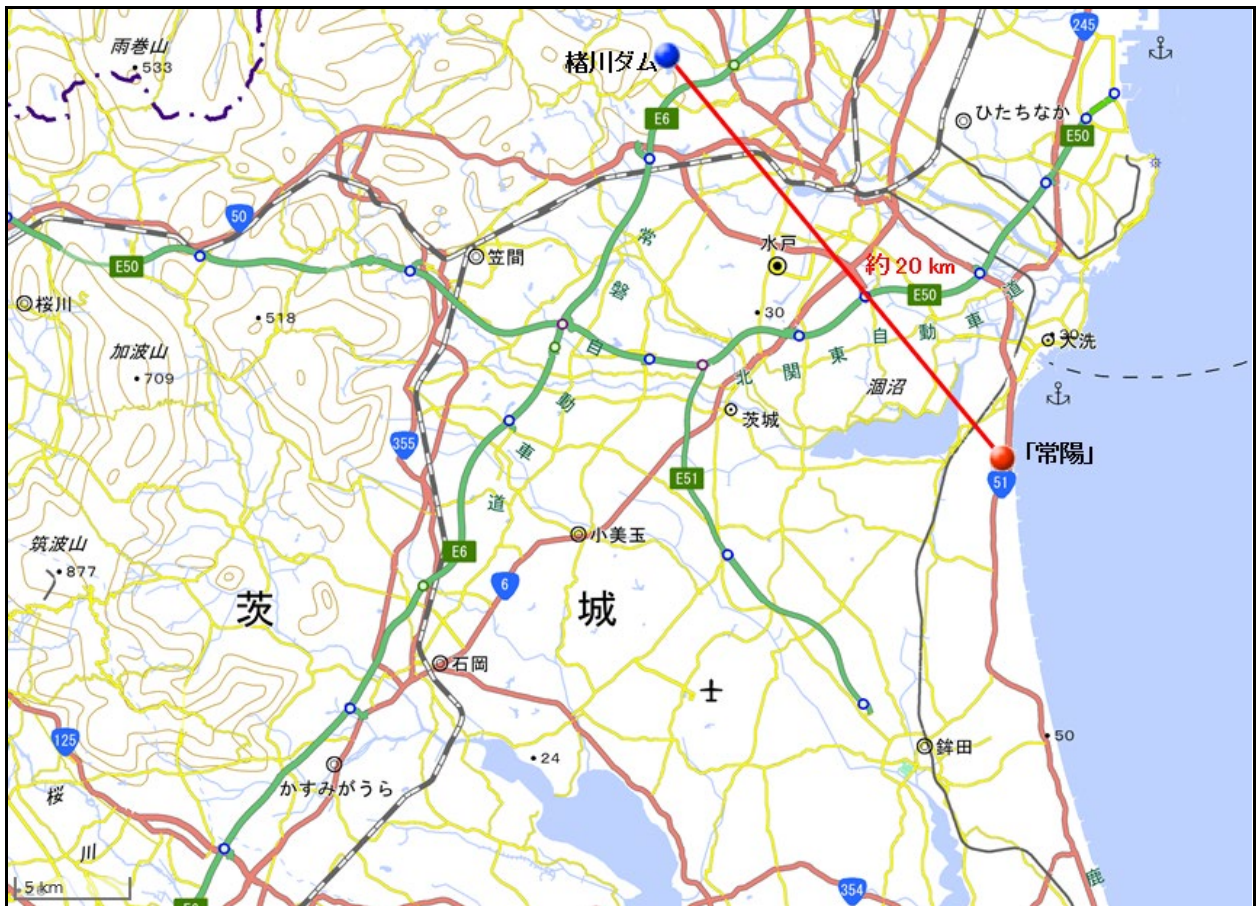 雨巻山
533
楮川ダム
E6
245
ひたちなか
E50
50
笠間
水戸
常
磐
自
動
車
道
約20 km
E50
E50
桜川
518
30
北関東自動車道
30
大洗
加波山
709
涸沼
茨城
355
「常陽」
51
E51
筑波山
877
小美玉
E6
6
茨
城
石岡
125
24
鉾田
50
かすみがうら
桜
川
5 km
354
鹿